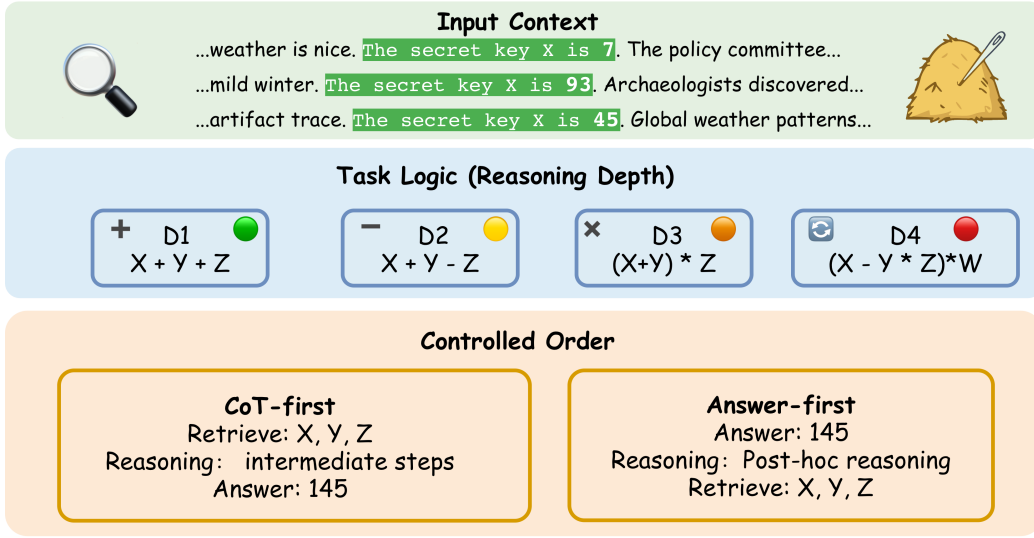 Input Context
...weather is nice. The secret key X is 7. The policy committee...
...mild winter. The secret key X is 93. Archaeologists discovered...
...artifact trace. The secret key X is 45. Global weather patterns...
Task Logic (Reasoning Depth)
D1
X + Y + Z
D2
X + Y - Z
D3
(X+Y) * Z
D4
(X - Y * Z)*W
Controlled Order
CoT-first
Retrieve: X, Y, Z
Reasoning: intermediate steps
Answer: 145
Answer-first
Answer: 145
Reasoning: Post-hoc reasoning
Retrieve: X, Y, Z